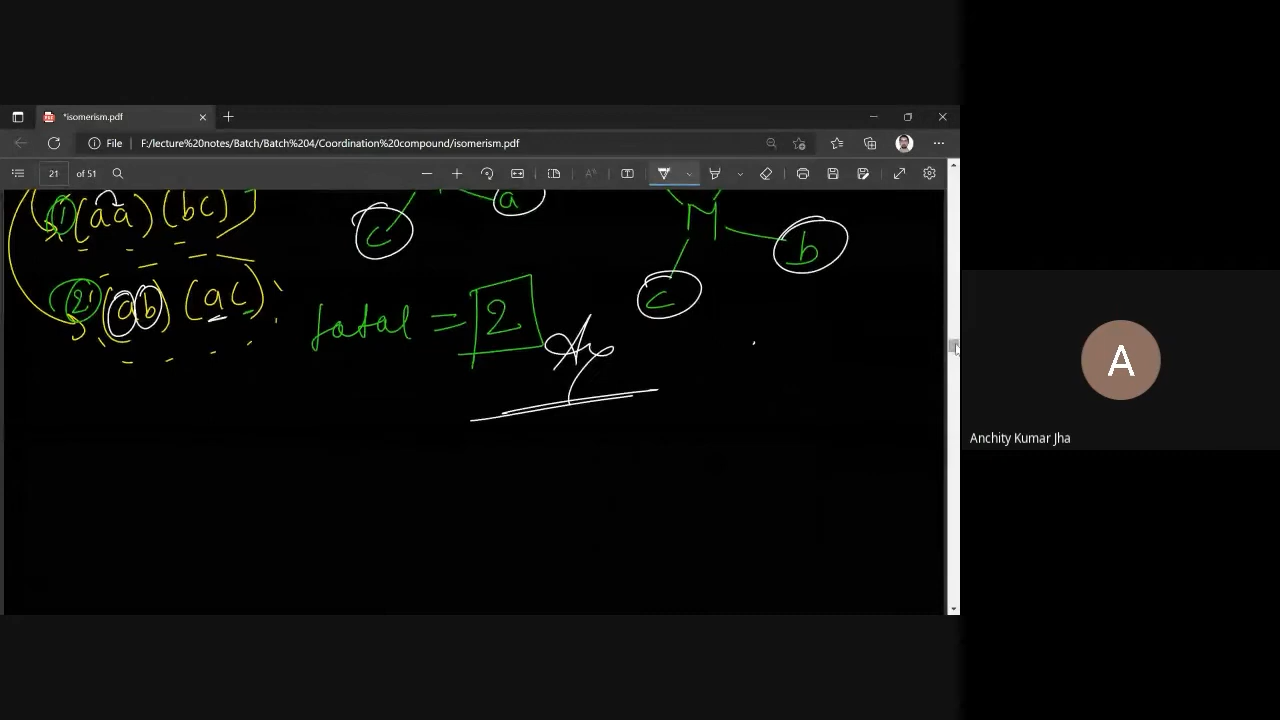 *isomerism.pdf
File F:/lecture%20notes/Batch/Batch%204/Coordination%20compound/isomerism.pdf
21 of 51
1 (aa) (bc)
a
c
M
b
c
2 (ab) (ac)
total = 2
A
Anchity Kumar Jha